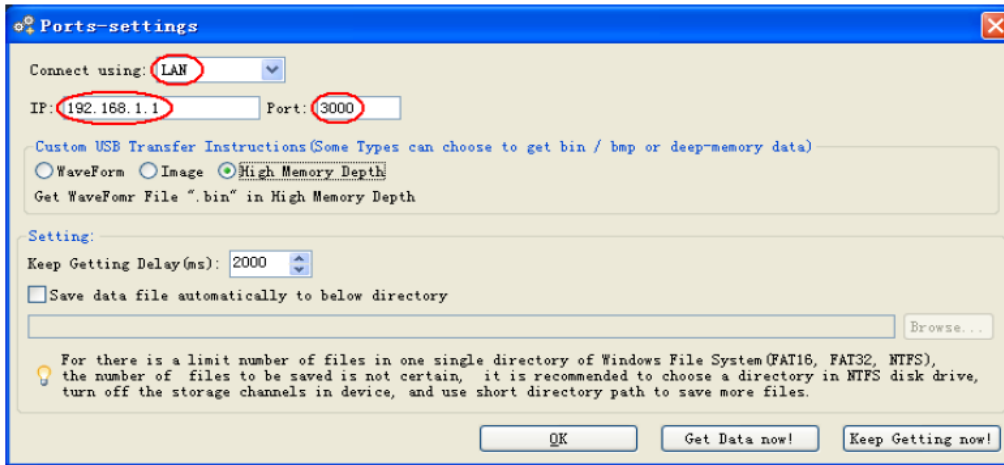 Ports-settings
Connect using: LAN
IP: 192.168.1.1 Port: 3000
Custom USB Transfer Instructions(Some Types can choose to get bin / bmp or deep-memory data)
WaveForm Image High Memory Depth
Get WaveFomr File ".bin" in High Memory Depth
Setting:
Keep Getting Delay(ms): 2000
Save data file automatically to below directory
Browse...
For there is a limit number of files in one single directory of Windows File System(FAT16, FAT32, NTFS),
the number of files to be saved is not certain, it is recommended to choose a directory in NTFS disk drive,
turn off the storage channels in device, and use short directory path to save more files.
OK Get Data now! Keep Getting now!